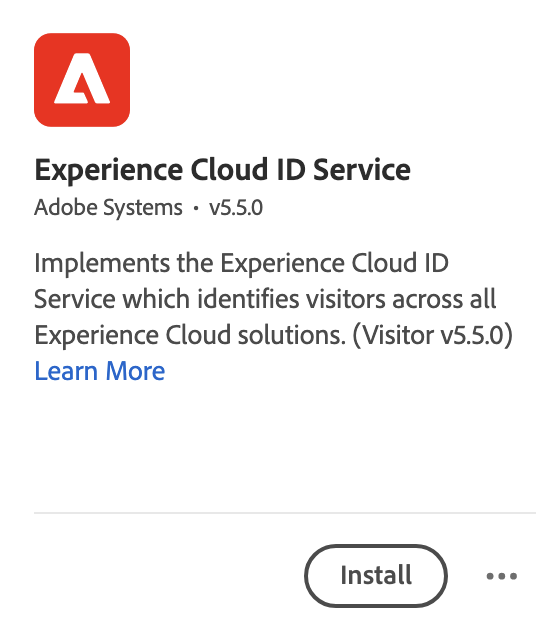 Experience Cloud ID Service
Adobe Systems • v5.5.0
Implements the Experience Cloud ID
Service which identifies visitors across all
Experience Cloud solutions. (Visitor v5.5.0)
Learn More
Install